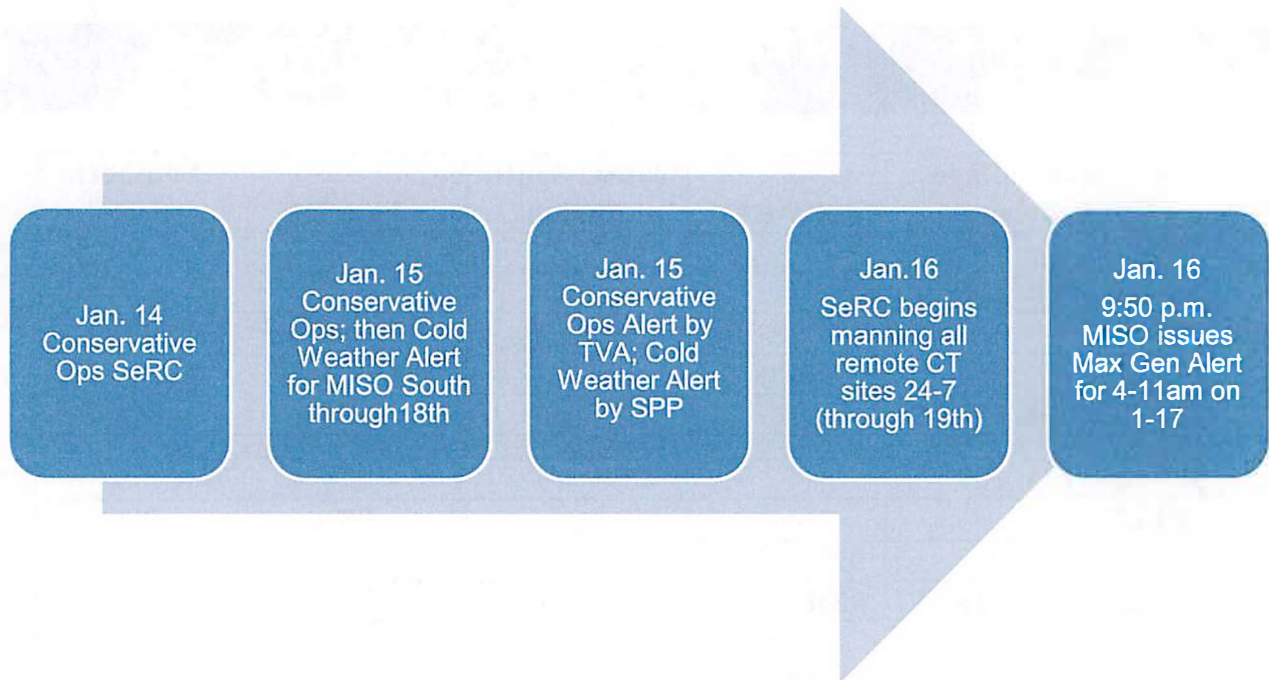 Jan. 14
Conservative
Ops SeRC
Jan. 15
Conservative
Ops; then Cold
Weather Alert
for MISO South
through18th
Jan. 15
Conservative
Ops Alert by
TVA; Cold
Weather Alert
by SPP
Jan.16
SeRC begins
manning all
remote CT
sites 24-7
(through 19th)
Jan. 16
9:50 p.m.
MISO issues
Max Gen Alert
for 4-11am on
1-17